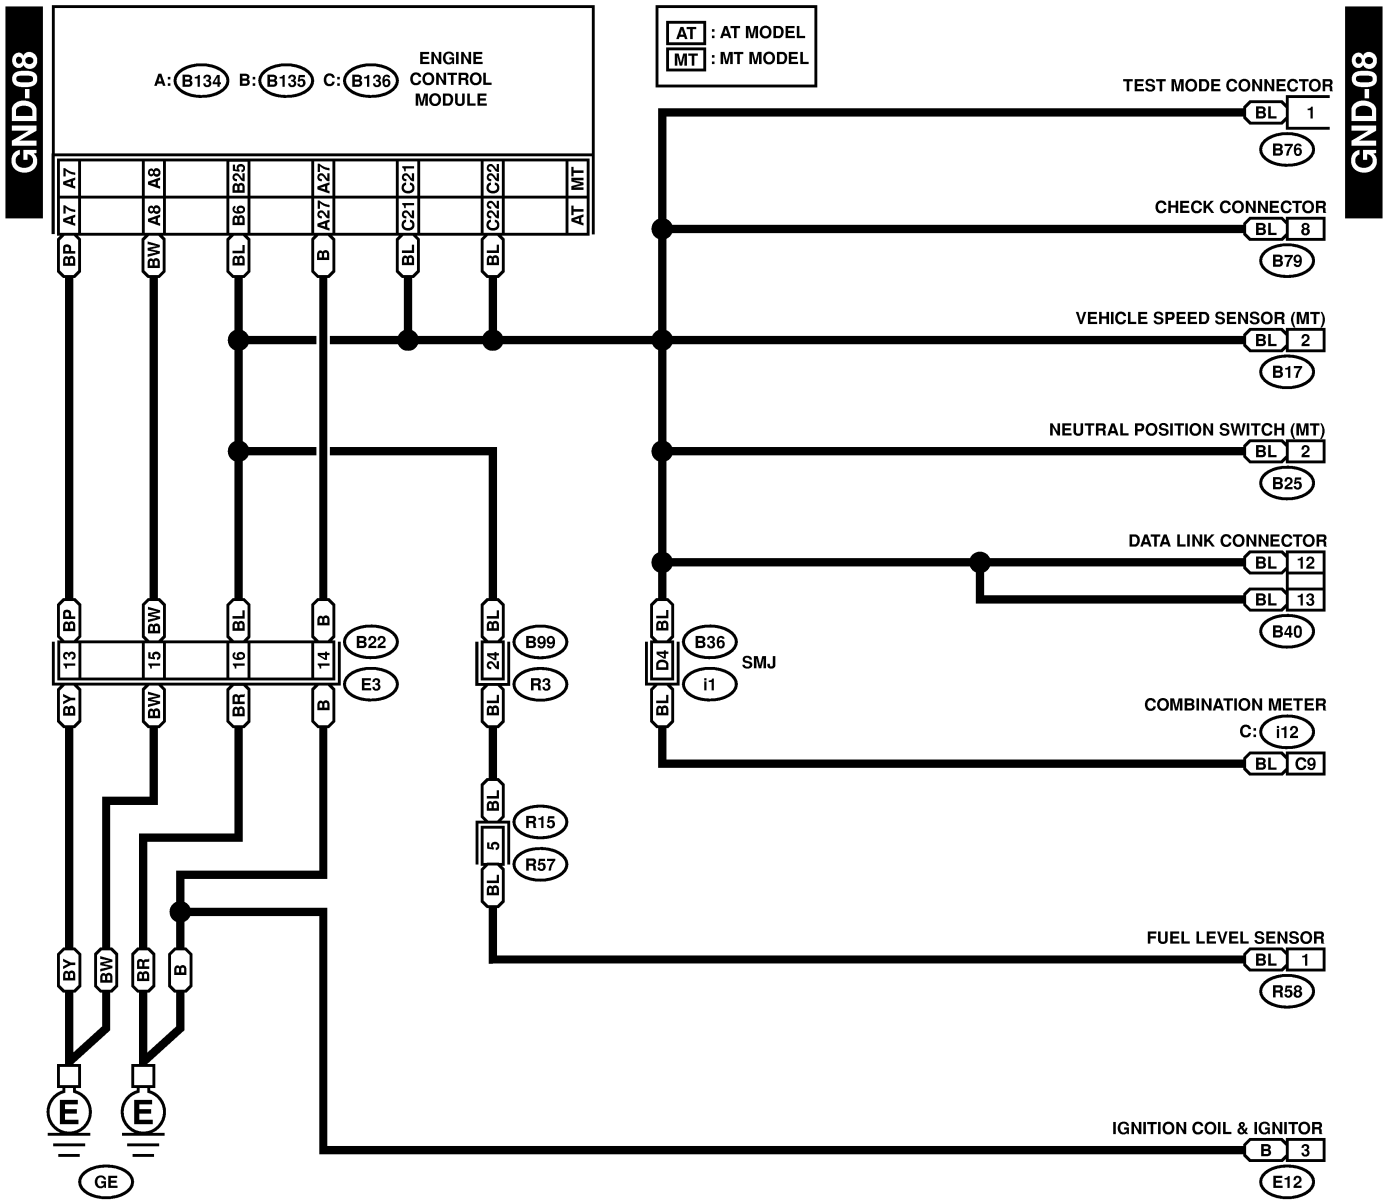 GND-08
A: B134 B: B135 C: B136
ENGINE
CONTROL
MODULE
AT : AT MODEL
MT : MT MODEL
GND-08
A7 A8 B25 A27 C21 C22 MT
A7 A8 B6 A27 C21 C22 AT
BP BW BL B BL BL
TEST MODE CONNECTOR
BL 1
B76
CHECK CONNECTOR
BL 8
B79
VEHICLE SPEED SENSOR (MT)
BL 2
B17
NEUTRAL POSITION SWITCH (MT)
BL 2
B25
DATA LINK CONNECTOR
BL 12
BL 13
B40
BP BW BL B BL BL
B22 B99 B36
13 15 16 14 24 D4 SMJ
E3 R3 i1
BY BW BR B BL BL
COMBINATION METER
C: i12
BL C9
BL
R15
5
R57
BL
FUEL LEVEL SENSOR
BL 1
R58
BY BW BR B
E E
GE
IGNITION COIL & IGNITOR
B 3
E12